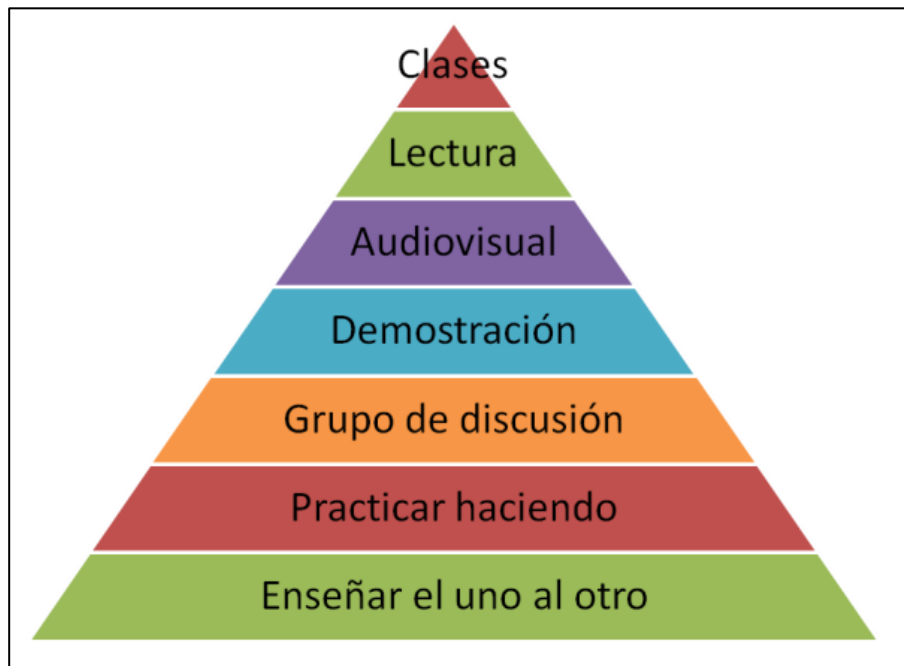 Clases
Lectura
Audiovisual
Demostración
Grupo de discusión
Practicar haciendo
Enseñar el uno al otro